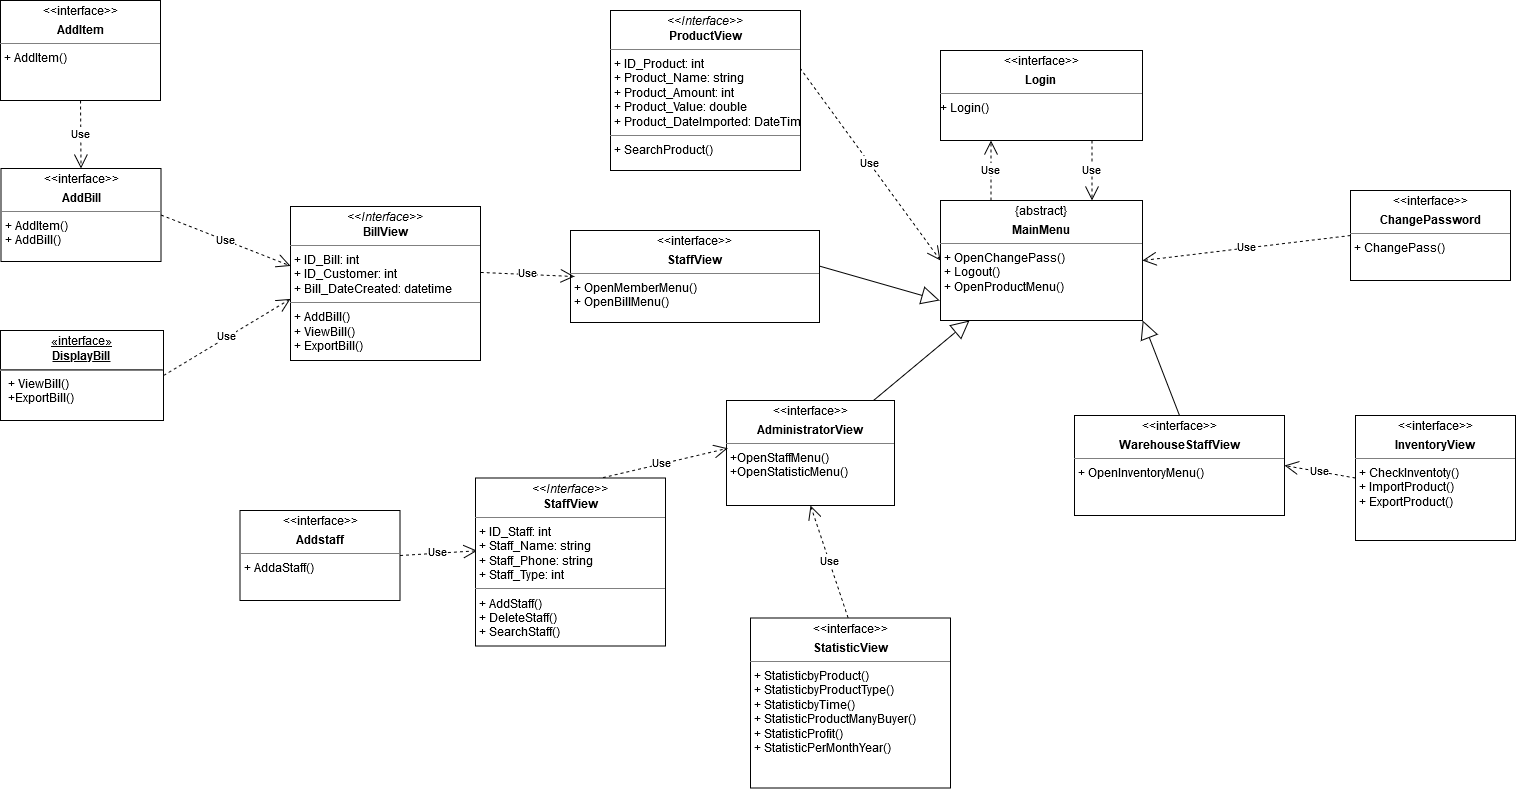 <<interface>>
AddItem
+ AddItem()
Use
<<interface>>
AddBill
+ AddItem()
+ AddBill()
Use
<<Interface>>
BillView
+ ID_Bill: int
+ ID_Customer: int
+ Bill_DateCreated: datetime
+ AddBill()
+ ViewBill()
+ ExportBill()
Use
«interface»
DisplayBill
+ ViewBill()
+ExportBill()
Use
<<interface>>
StaffView
+ OpenMemberMenu()
+ OpenBillMenu()
<<Interface>>
ProductView
+ ID_Product: int
+ Product_Name: string
+ Product_Amount: int
+ Product_Value: double
+ Product_DateImported: DateTim
+ SearchProduct()
Use
<<interface>>
Login
+ Login()
Use
Use
{abstract}
MainMenu
+ OpenChangePass()
+ Logout()
+ OpenProductMenu()
Use
<<interface>>
ChangePassword
+ ChangePass()
<<interface>>
AdministratorView
+OpenStaffMenu()
+OpenStatisticMenu()
Use
<<Interface>>
StaffView
+ ID_Staff: int
+ Staff_Name: string
+ Staff_Phone: string
+ Staff_Type: int
+ AddStaff()
+ DeleteStaff()
+ SearchStaff()
<<interface>>
Addstaff
+ AddaStaff()
Use
Use
<<interface>>
StatisticView
+ StatisticbyProduct()
+ StatisticbyProductType()
+ StatisticbyTime()
+ StatisticProductManyBuyer()
+ StatisticProfit()
+ StatisticPerMonthYear()
<<interface>>
WarehouseStaffView
+ OpenInventoryMenu()
Use
<<interface>>
InventoryView
+ CheckInventoty()
+ ImportProduct()
+ ExportProduct()